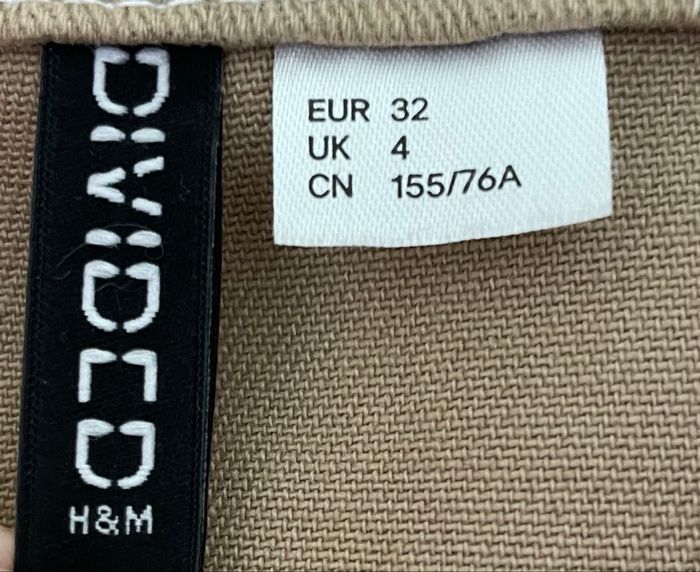 DIVIDED
H&M
EUR 32
UK 4
CN 155/76A